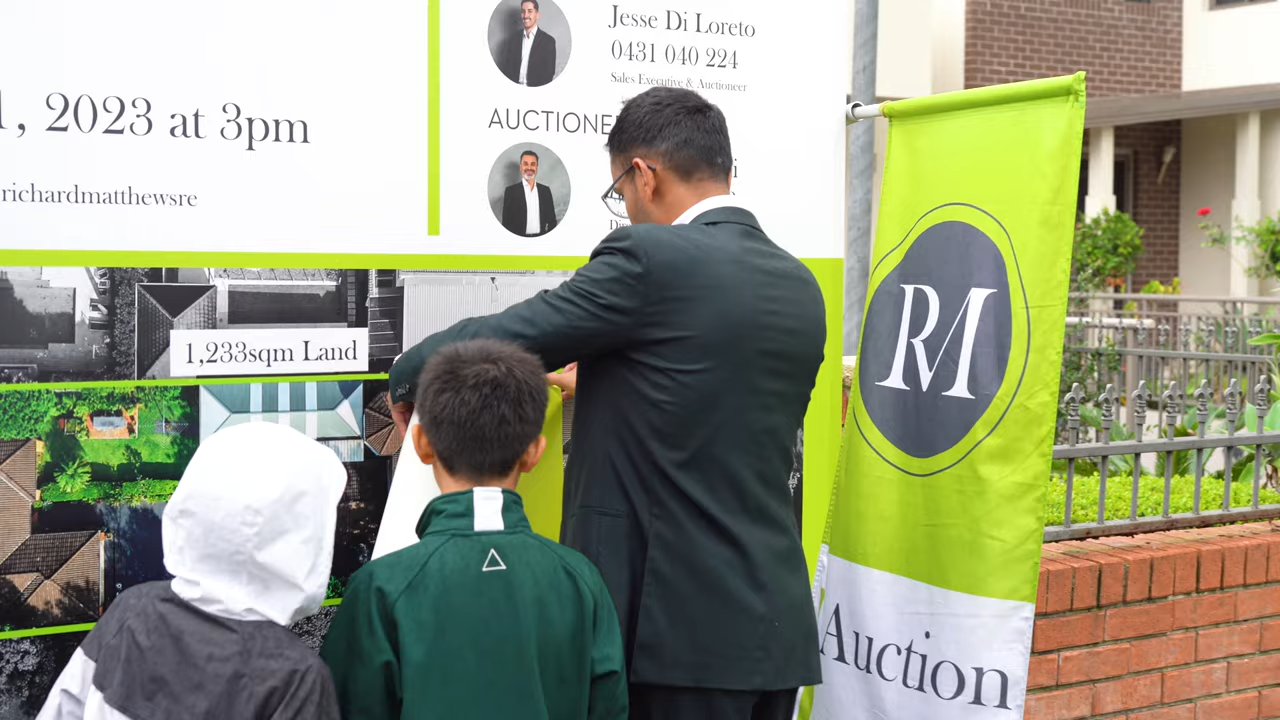 1, 2023 at 3pm
richardmatthewsre
Jesse Di Loreto
0431 040 224
Sales Executive & Auctioneer
AUCTIONE
1,233sqm Land
RM
Auction